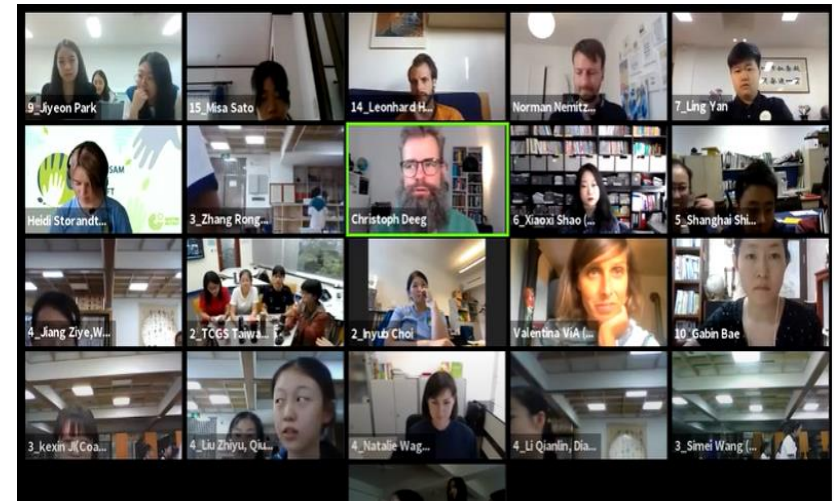 9_Jiyeon Park
15_Misa Sato
14_Leonhard H...
Norman Nemitz...
7_Ling Yan
Heidi Storandt...
3_Zhang Rong...
Christoph Deeg
6_Xiaoxi Shao (...
5_Shanghai Shi...
4_Jiang Ziye,W...
2_TCGS Taiwa...
2_Inyub Choi
Valentina ViA (...
10_Gabin Bae
3_kexin JI(Coa...
4_Liu Zhiyu, Qiu...
4_Natalie Wag...
4_Li Qianlin, Dia...
3_Simei Wang (...